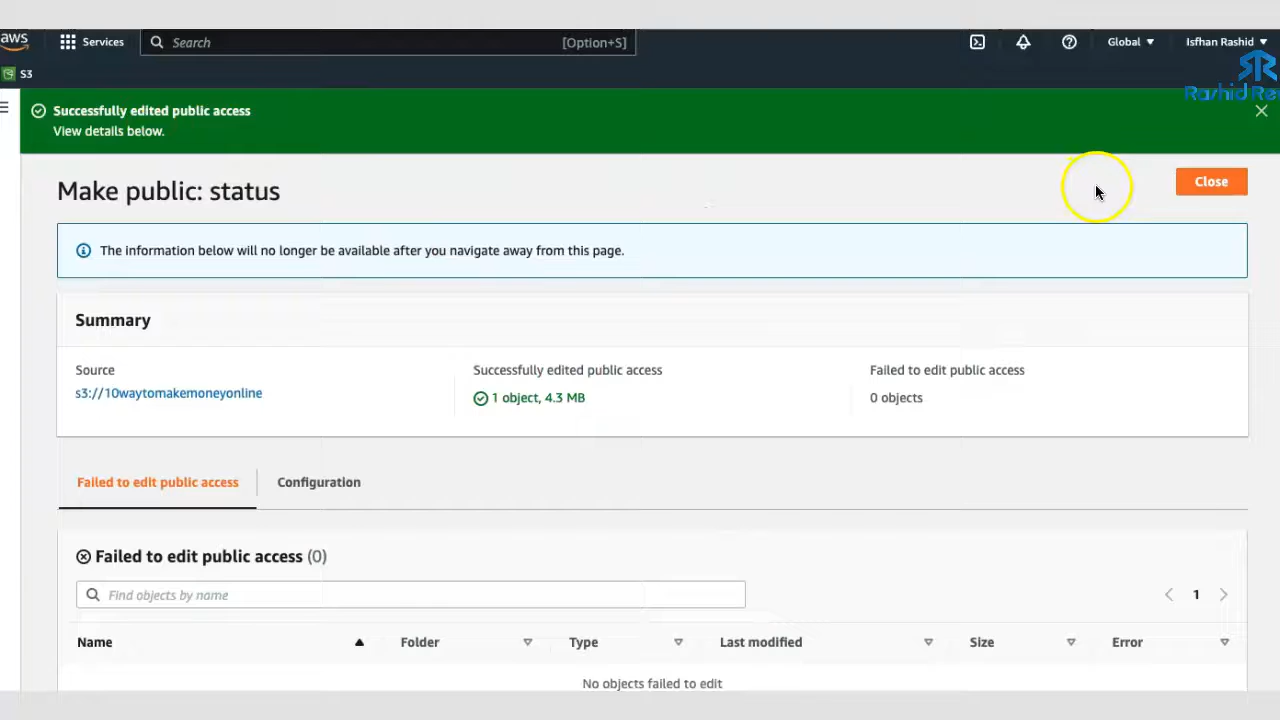 aws Services Search [Option+S] Global Isfhan Rashid
S3
Rashid Re
Successfully edited public access
View details below.
Make public: status
Close
The information below will no longer be available after you navigate away from this page.
Summary
Source
s3://10waytomakemoneyonline
Successfully edited public access
1 object, 4.3 MB
Failed to edit public access
0 objects
Failed to edit public access Configuration
Failed to edit public access (0)
Find objects by name
1
Name Folder Type Last modified Size Error
No objects failed to edit